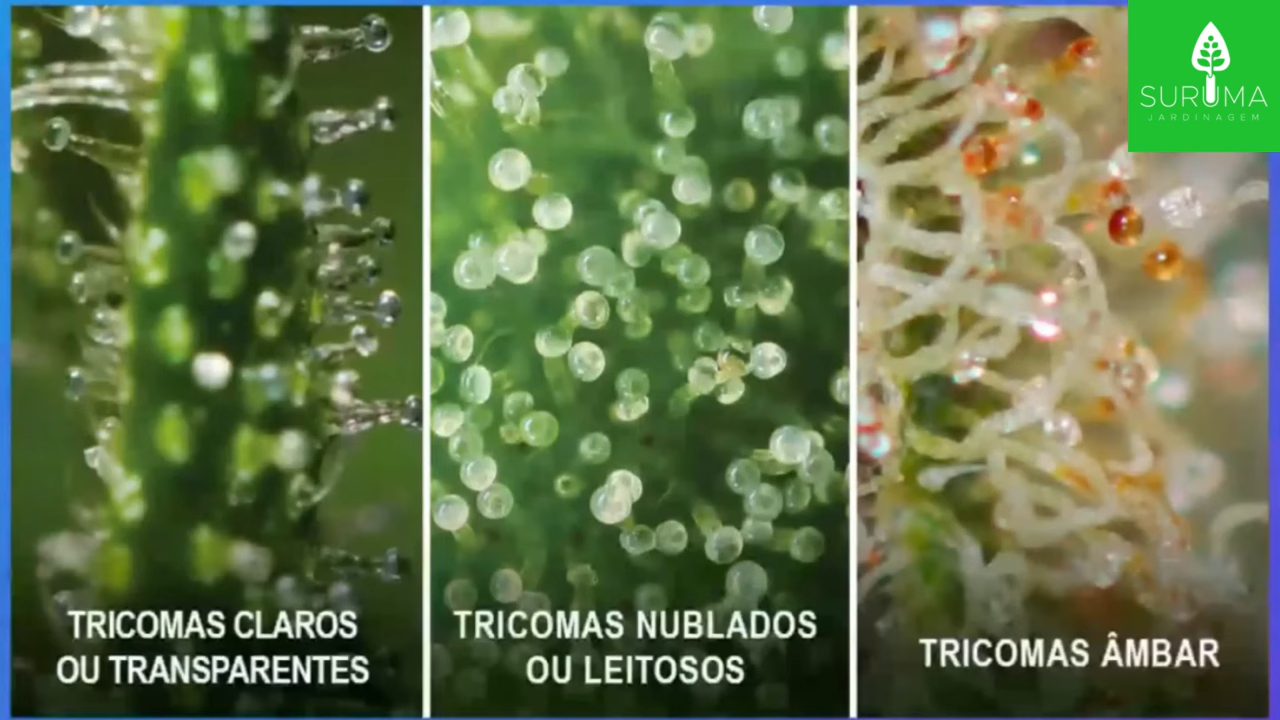 SURUMA
JARDINAGEM
TRICOMAS CLAROS
OU TRANSPARENTES
TRICOMAS NUBLADOS
OU LEITOSOS
TRICOMAS ÂMBAR